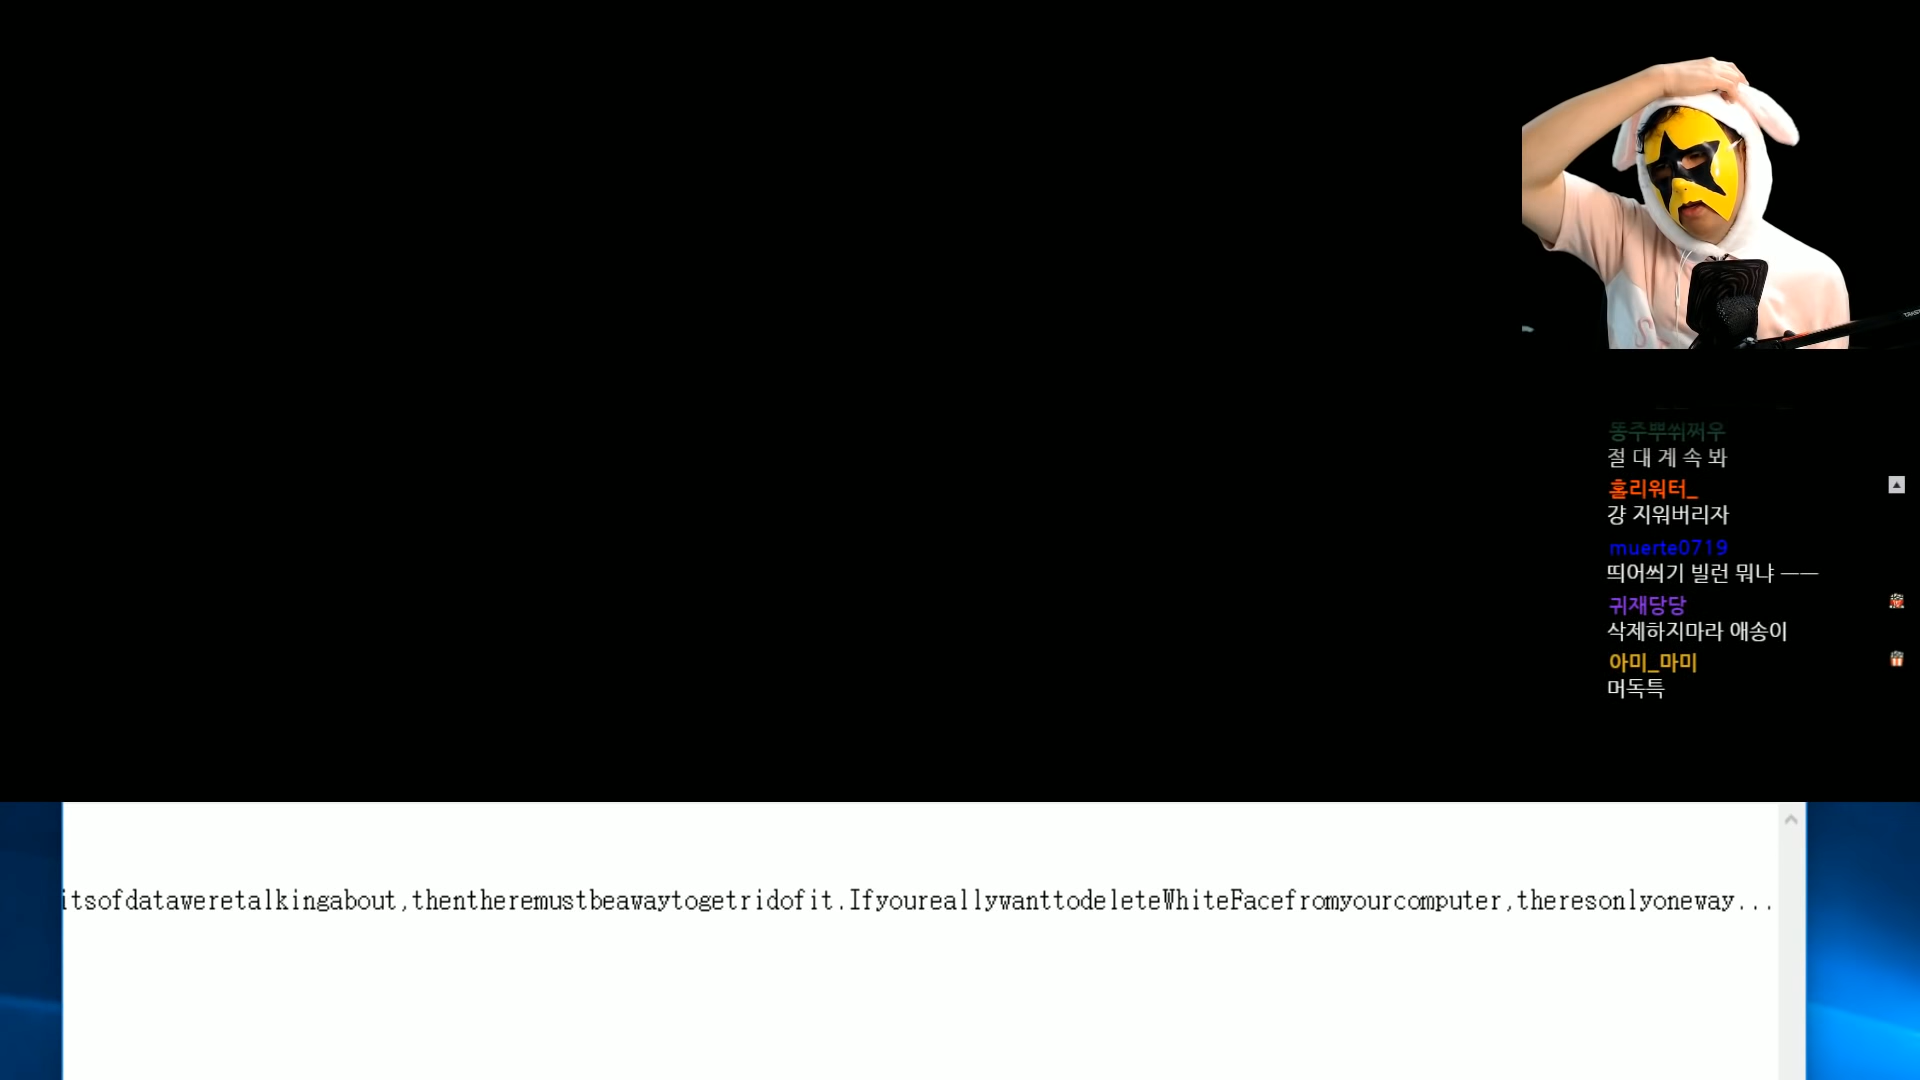 똥주뿌쒸쩌우
절 대 계 속 봐
홀리워터_
걍 지워버리자
muerte0719
띄어씌기 빌런 뭐냐 ㅡㅡ
귀재당당
삭제하지마라 애송이
아미_마미
머독특
itsofdataweretalkingabout,thentheremustbeawaytogetridofit.IfyoureallywanttodeleteWhiteFacefromyourcomputer,theresonlyoneway...